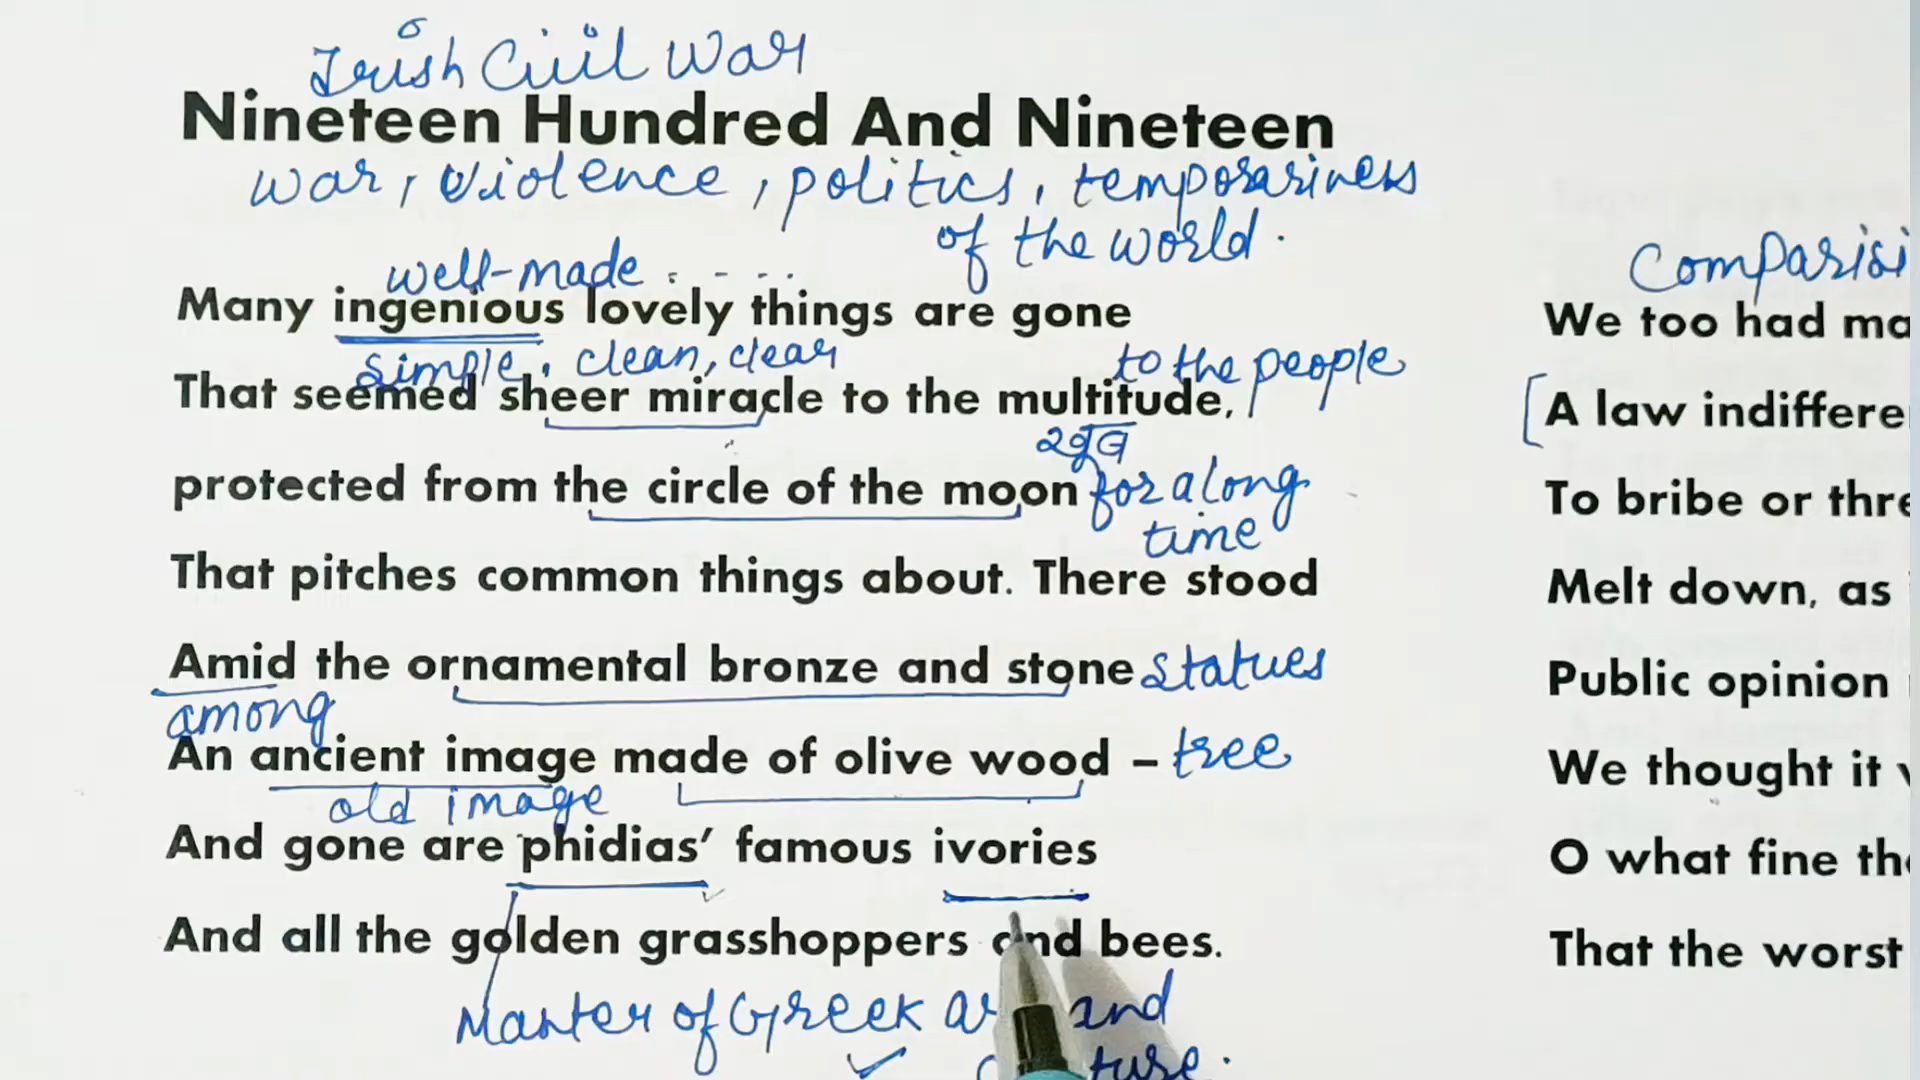 Irish Civil War
Nineteen Hundred And Nineteen
war, violence, politics, temporariness
of the world.
well-made
Many ingenious lovely things are gone
simple, clean, clear
to the people
That seemed sheer miracle to the multitude,
protected from the circle of the moon for a long
time
That pitches common things about. There stood
Amid the ornamental bronze and stone statues
among
An ancient image made of olive wood – tree
old image
And gone are phidias' famous ivories
And all the golden grasshoppers and bees.
Master of Greek and
Comparisi
We too had ma
A law indiffere
To bribe or thre
Melt down, as
Public opinion
We thought it
O what fine th
That the worst